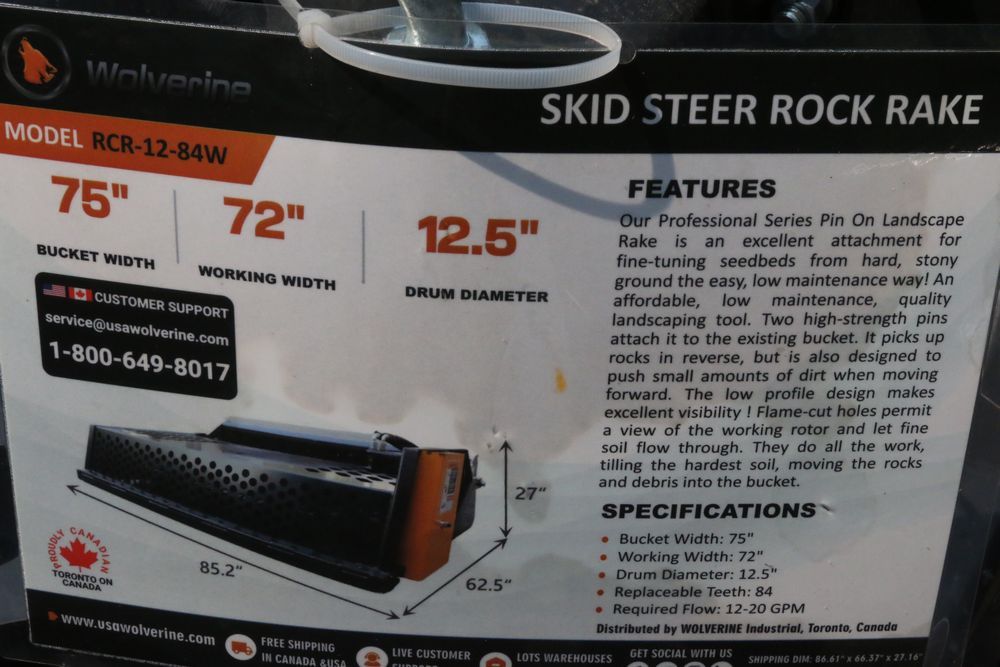 Wolverine
SKID STEER ROCK RAKE
MODEL RCR-12-84W
75"
BUCKET WIDTH
72"
WORKING WIDTH
12.5"
DRUM DIAMETER
CUSTOMER SUPPORT
service@usawolverine.com
1-800-649-8017
FEATURES
Our Professional Series Pin On Landscape
Rake is an excellent attachment for
fine-tuning seedbeds from hard, stony
ground the easy, low maintenance way! An
affordable, low maintenance, quality
landscaping tool. Two high-strength pins
attach it to the existing bucket. It picks up
rocks in reverse, but is also designed to
push small amounts of dirt when moving
forward. The low profile design makes
excellent visibility ! Flame-cut holes permit
a view of the working rotor and let fine
soil flow through. They do all the work,
tilling the hardest soil, moving the rocks
and debris into the bucket.
SPECIFICATIONS
• Bucket Width: 75"
• Working Width: 72"
• Drum Diameter: 12.5"
• Replaceable Teeth: 84
• Required Flow: 12-20 GPM
Distributed by WOLVERINE Industrial, Toronto, Canada
27"
85.2"
62.5"
PROUDLY CANADIAN
TORONTO ON
CANADA
www.usawolverine.com
FREE SHIPPING
IN CANADA &USA
LIVE CUSTOMER
SUPPORT
LOTS WAREHOUSES
GET SOCIAL WITH US
SHIPPING DIM: 86.61" x 66.37" x 27.16"